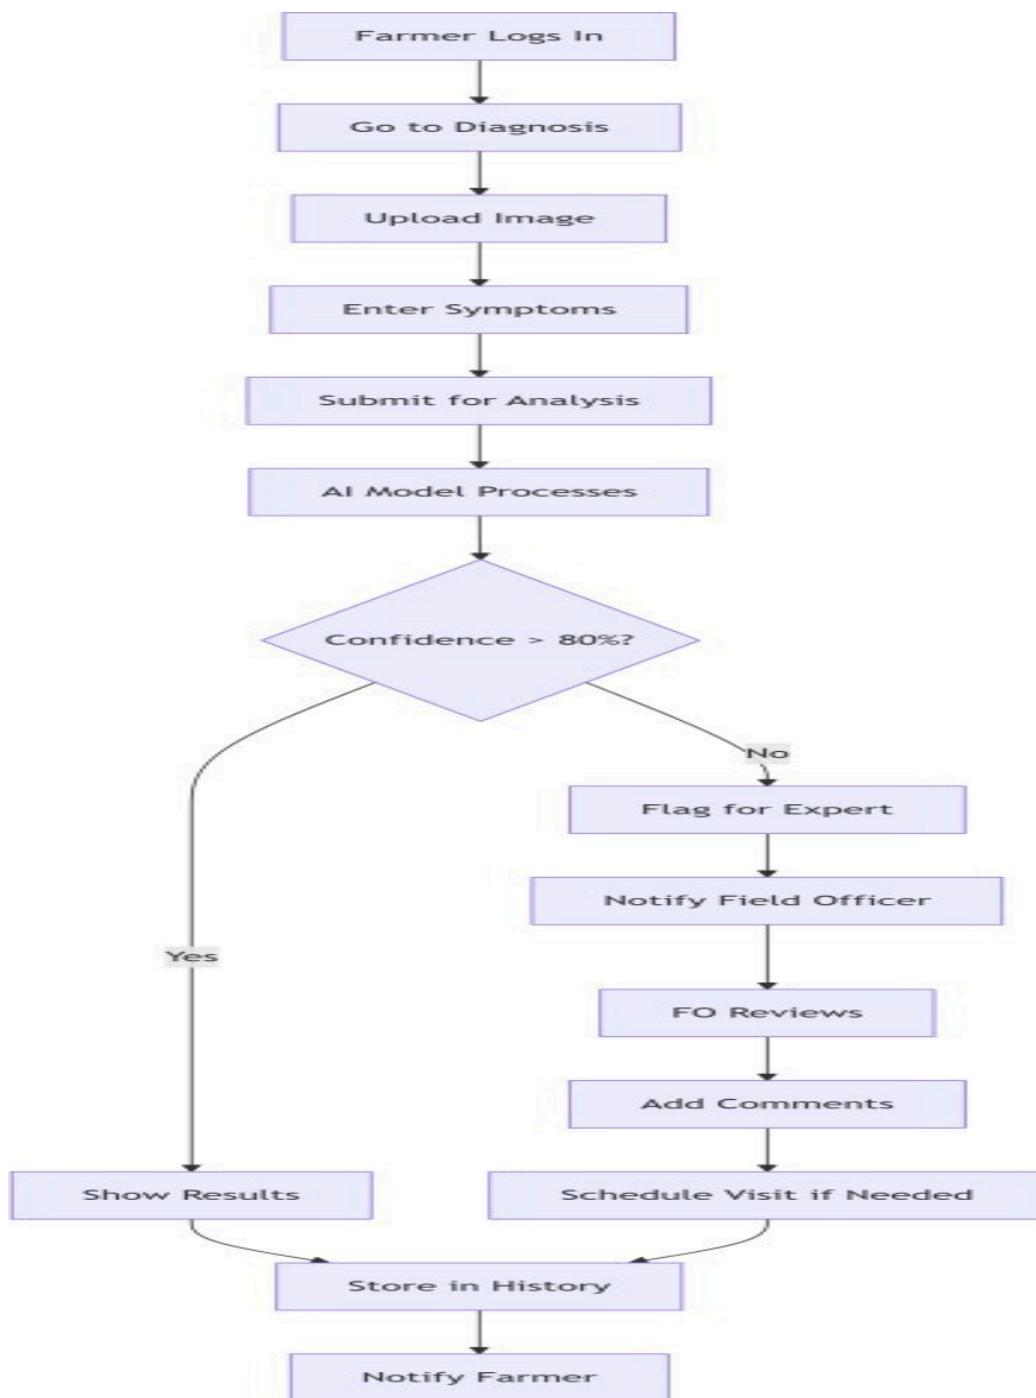 Farmer Logs In
Go to Diagnosis
Upload Image
Enter Symptoms
Submit for Analysis
AI Model Processes
Confidence > 80%?
No
Flag for Expert
Notify Field Officer
Yes
FO Reviews
Add Comments
Show Results
Schedule Visit if Needed
Store in History
Notify Farmer